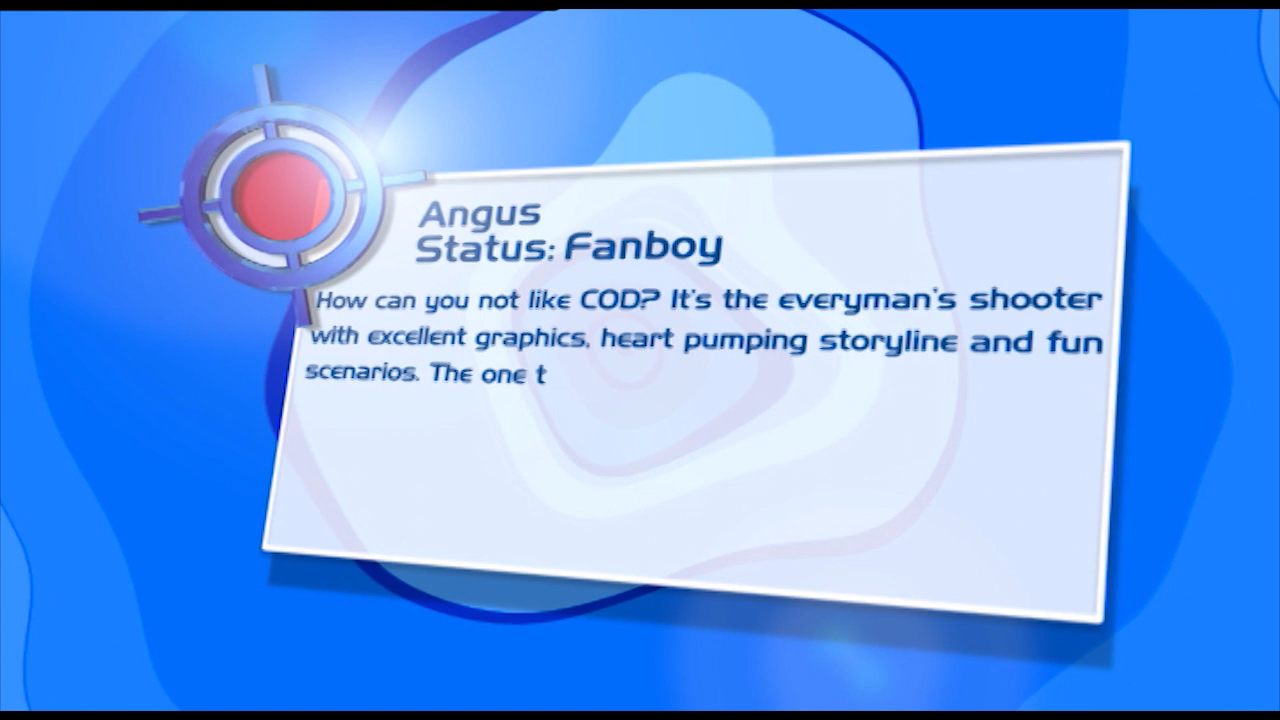 Angus
Status: Fanboy
How can you not like COD? It's the everyman's shooter
with excellent graphics, heart pumping storyline and fun
scenarios. The one t